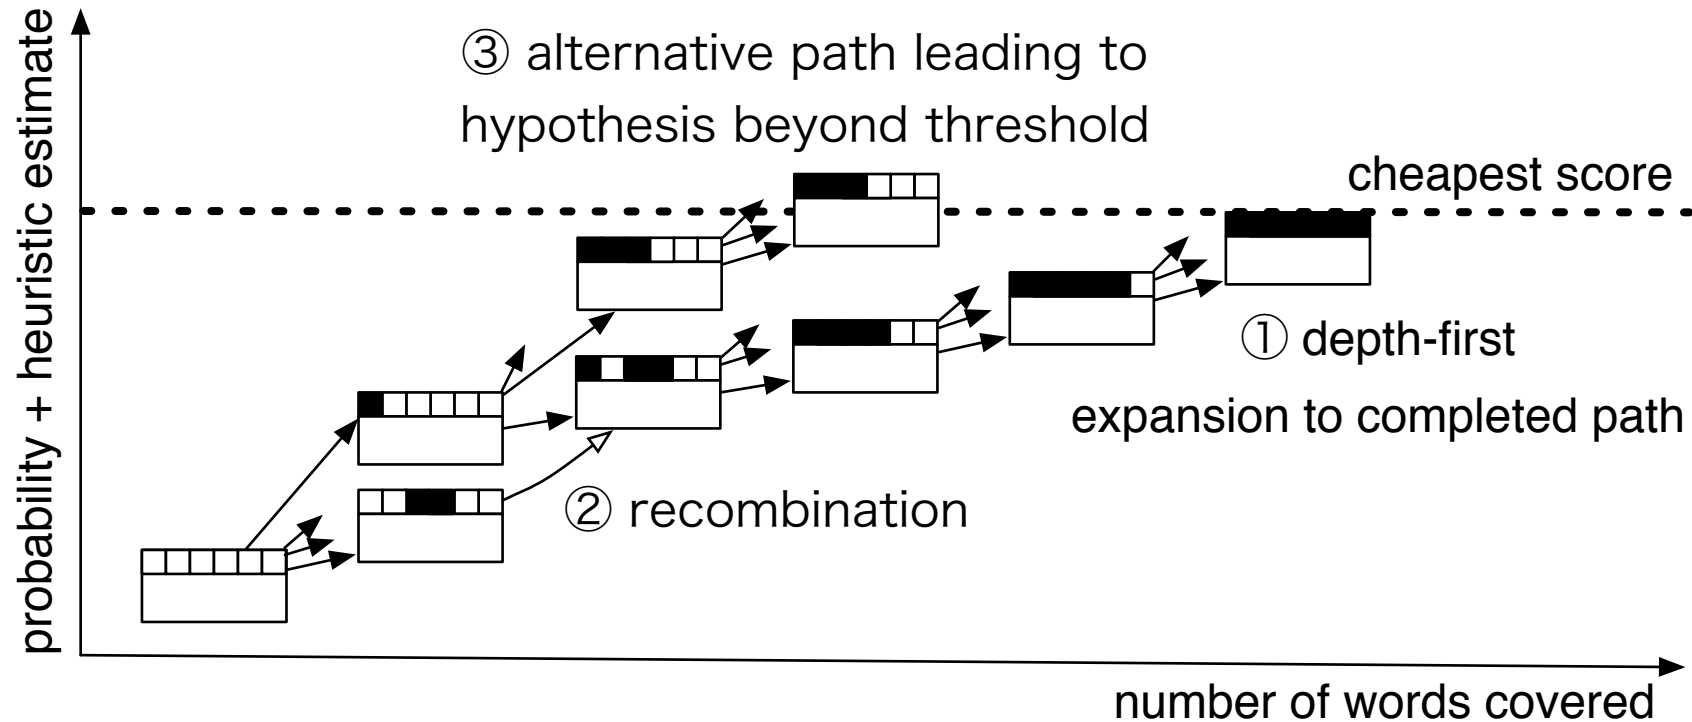 probability + heuristic estimate
③ alternative path leading to
hypothesis beyond threshold
cheapest score
① depth-first
expansion to completed path
② recombination
number of words covered